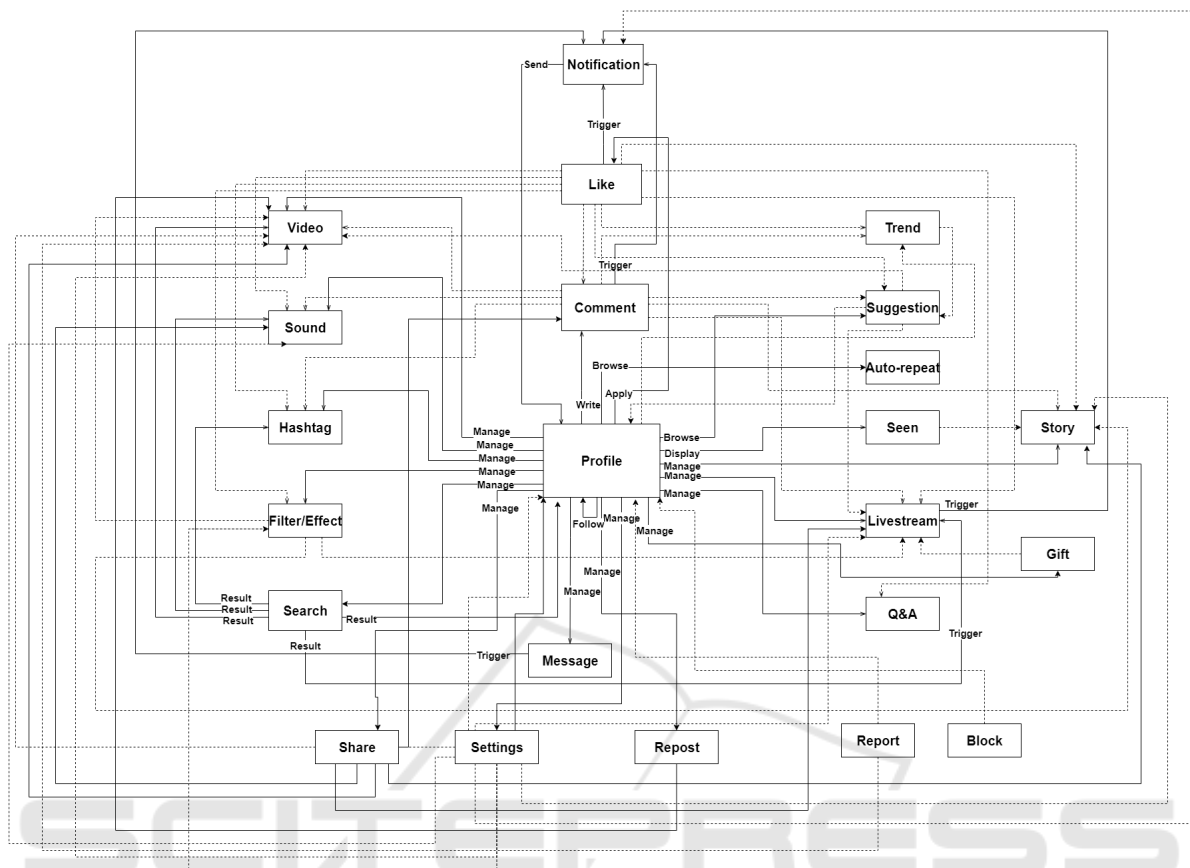 Send
Notification
Trigger
Like
Video
Trend
Trigger
Comment
Suggestion
Sound
Browse
Auto-repeat
Apply
Write
Hashtag
Manage
Manage
Manage
Manage
Manage
Manage
Profile
Browse
Display
Manage
Manage
Manage
Seen
Story
Filter/Effect
Follow
Manage
Manage
Livestream
Trigger
Gift
Manage
Manage
Search
Result
Result
Result
Result
Result
Q&A
Trigger
Trigger
Message
Share
Settings
Repost
Report
Block
SCITEPRESS